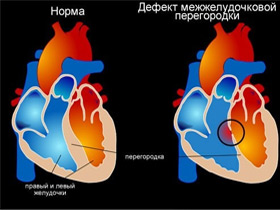 Норма
Дефект межжелудочковой
перегородки
перегородка
правый и левый
желудочки